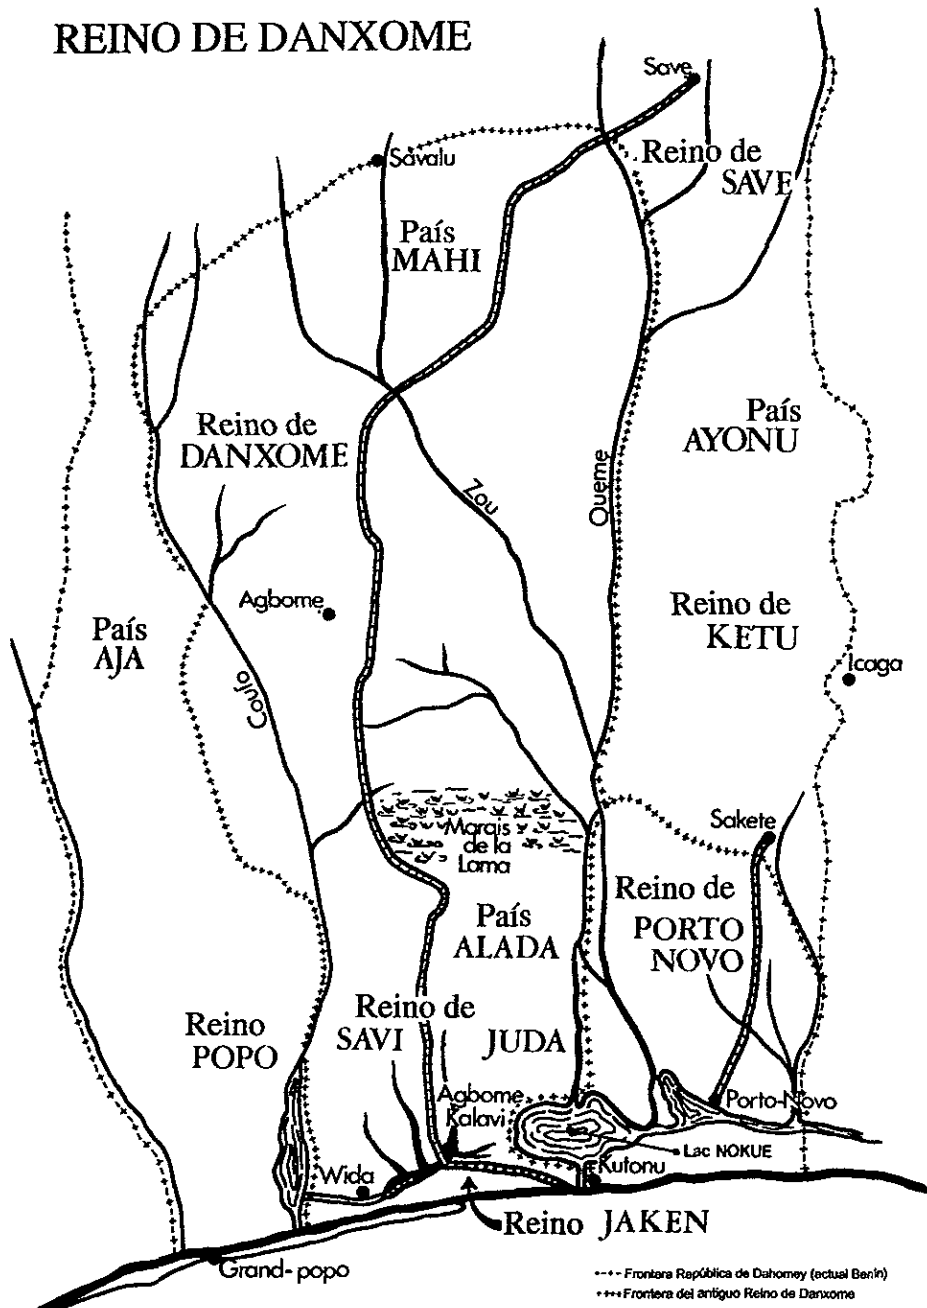 REINO DE DANXOME
Save
Savalu
Reino de
SAVE
País
MAHI
País
AYONU
Reino de
DANXOME
Zou
Queme
Agbome
Reino de
KETU
País
AJA
Icaga
Coufo
Sakete
Marais
de la
Lama
Reino de
PORTO
NOVO
País
ALADA
Reino de
SAVI
Reino
POPO
JUDA
Agbome
Kalavi
Porto-Novo
Lac NOKUE
Wida
Kutonu
Reino JAKEN
Grand-popo
Frontera República de Dahomey (actual Benín)
Frontera del antiguo Reino de Danxome